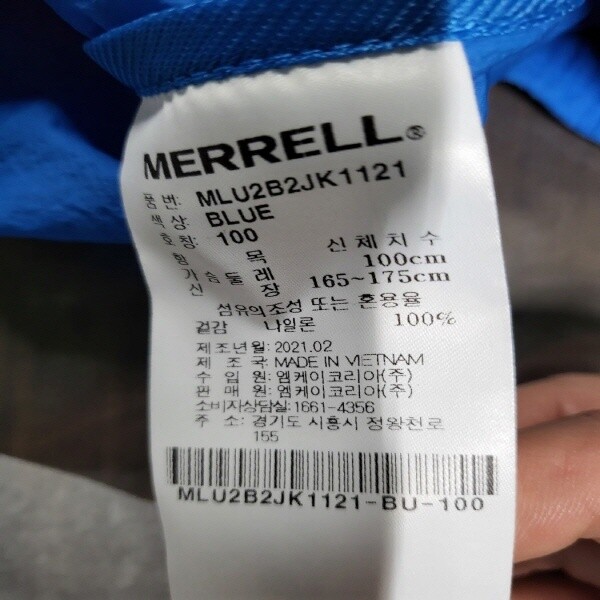 MERRELL®
품번: MLU2B2JK1121
색상: BLUE
호칭: 100
항 목 신체치수
가슴둘레 100cm
신 장 165~175cm
섬유의조성 또는 혼용율
겉감 나일론 100%
제조년월: 2021.02
제 조 국: MADE IN VIETNAM
수 입 원: 엠케이코리아(주)
판 매 원: 엠케이코리아(주)
소비자상담실: 1661-4356
주 소: 경기도 시흥시 정왕천로
155
MLU2B2JK1121-BU-100